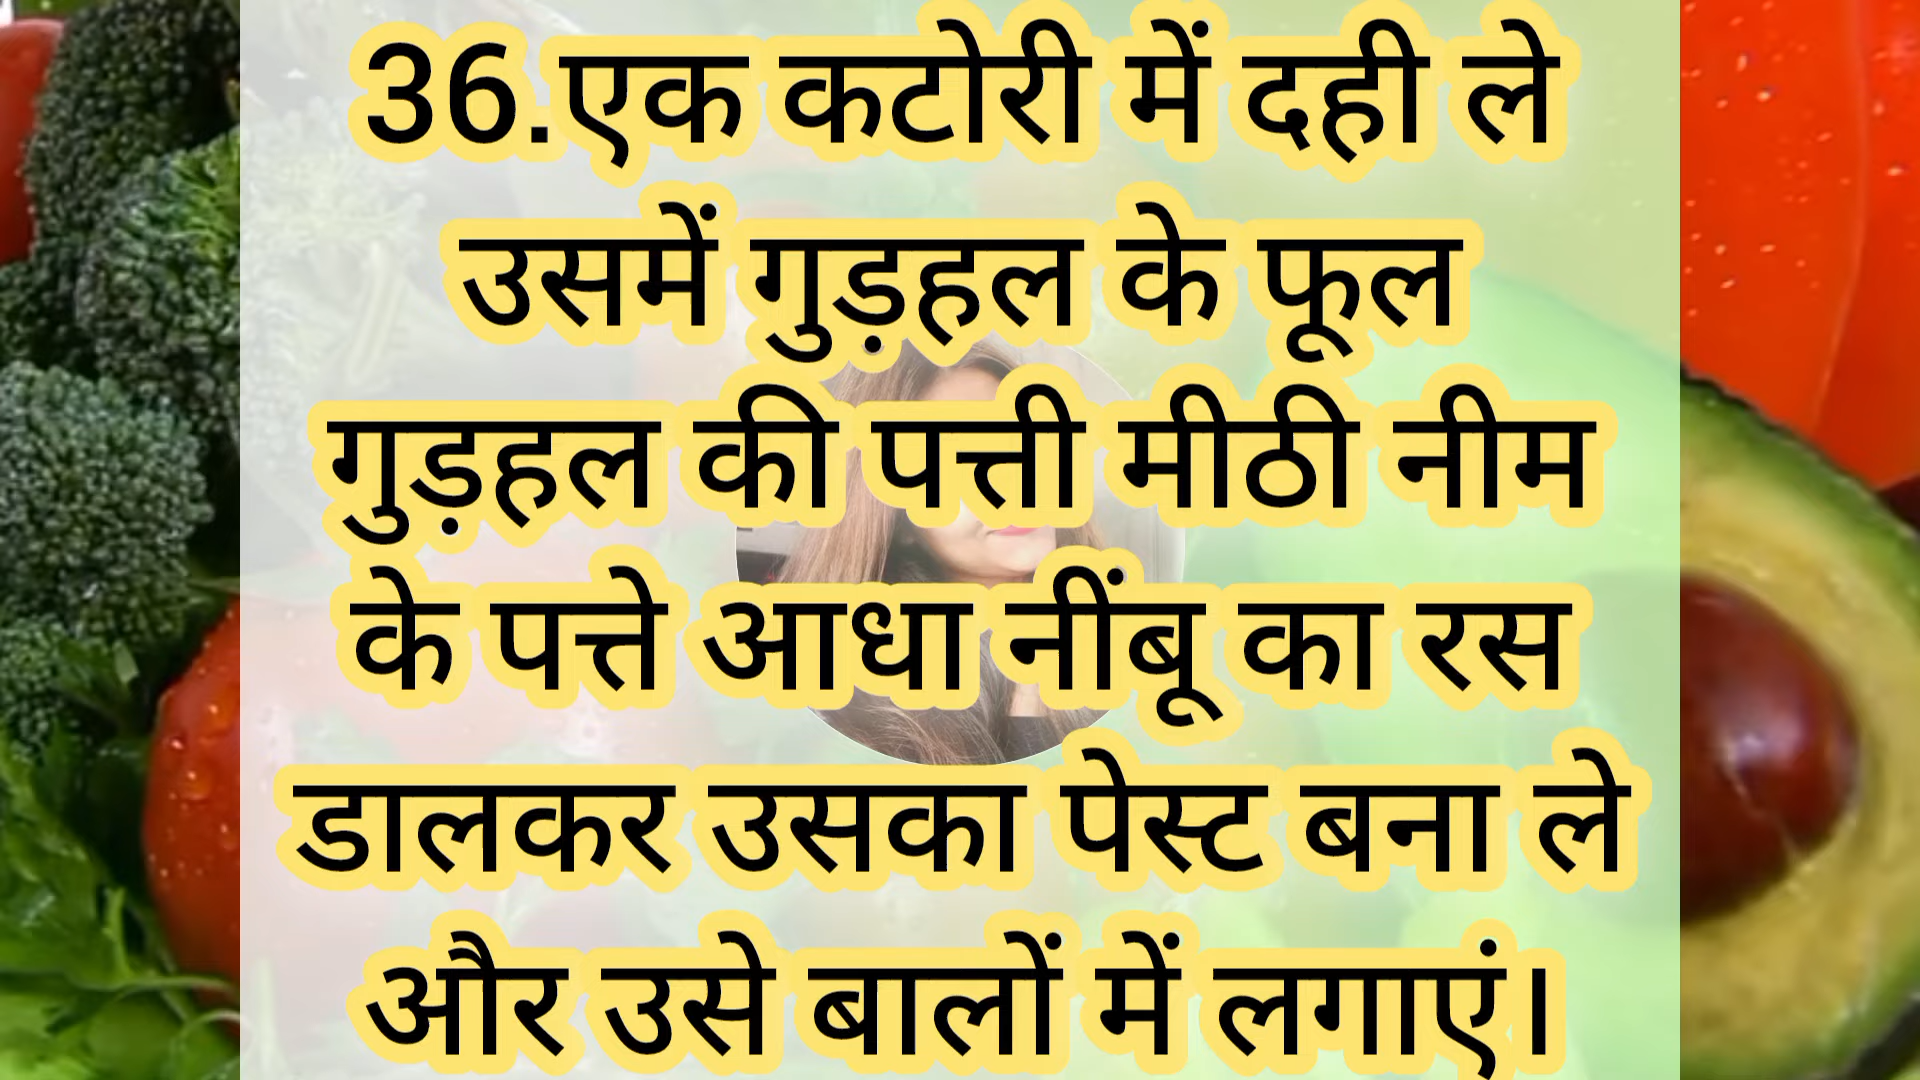 36.एक कटोरी में दही ले
उसमें गुड़हल के फूल
गुड़हल की पत्ती मीठी नीम
के पत्ते आधा नींबू का रस
डालकर उसका पेस्ट बना ले
और उसे बालों में लगाएं।